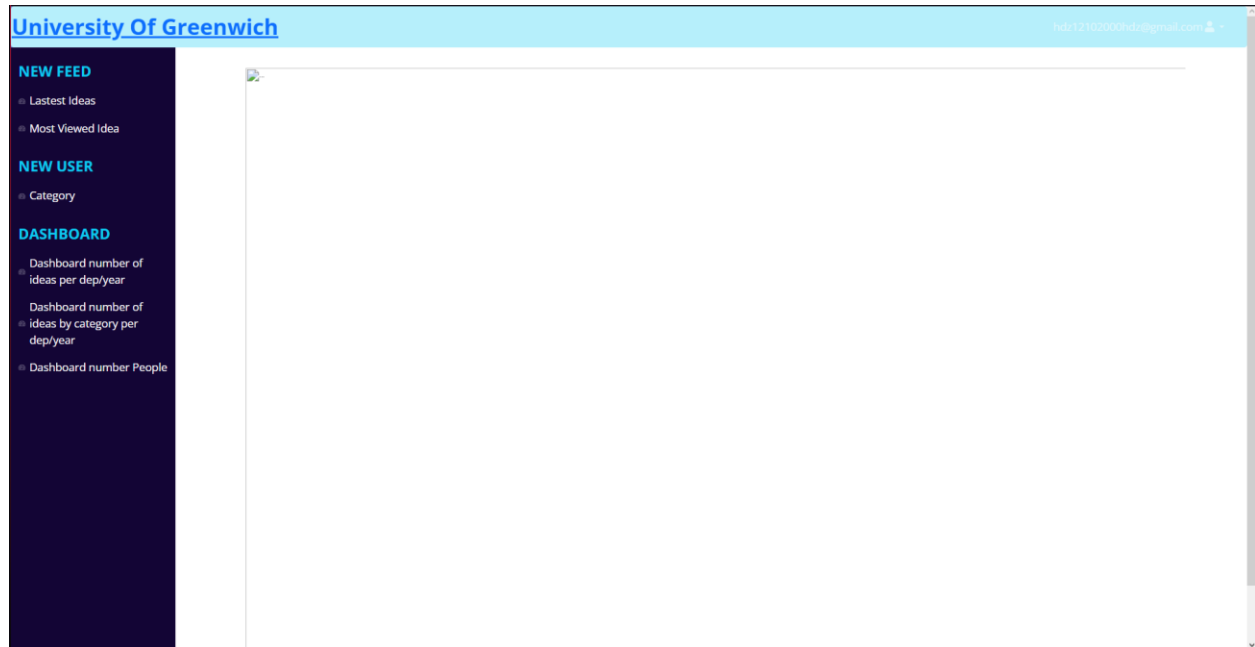 University Of Greenwich
hdz12102000hdz@gmail.com
NEW FEED
Lastest Ideas
Most Viewed Idea
NEW USER
Category
DASHBOARD
Dashboard number of
ideas per dep/year
Dashboard number of
ideas by category per
dep/year
Dashboard number People